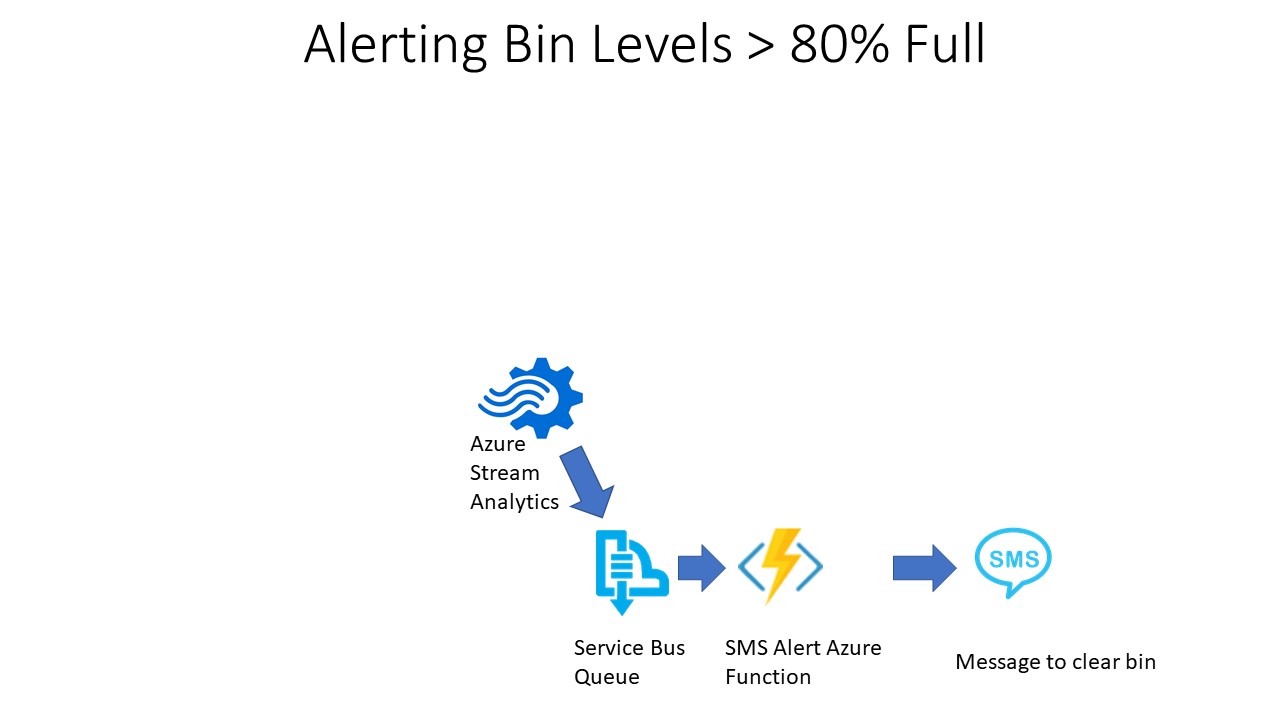 Alerting Bin Levels > 80% Full
Azure
Stream
Analytics
SMS
Service Bus
Queue
SMS Alert Azure
Function
Message to clear bin